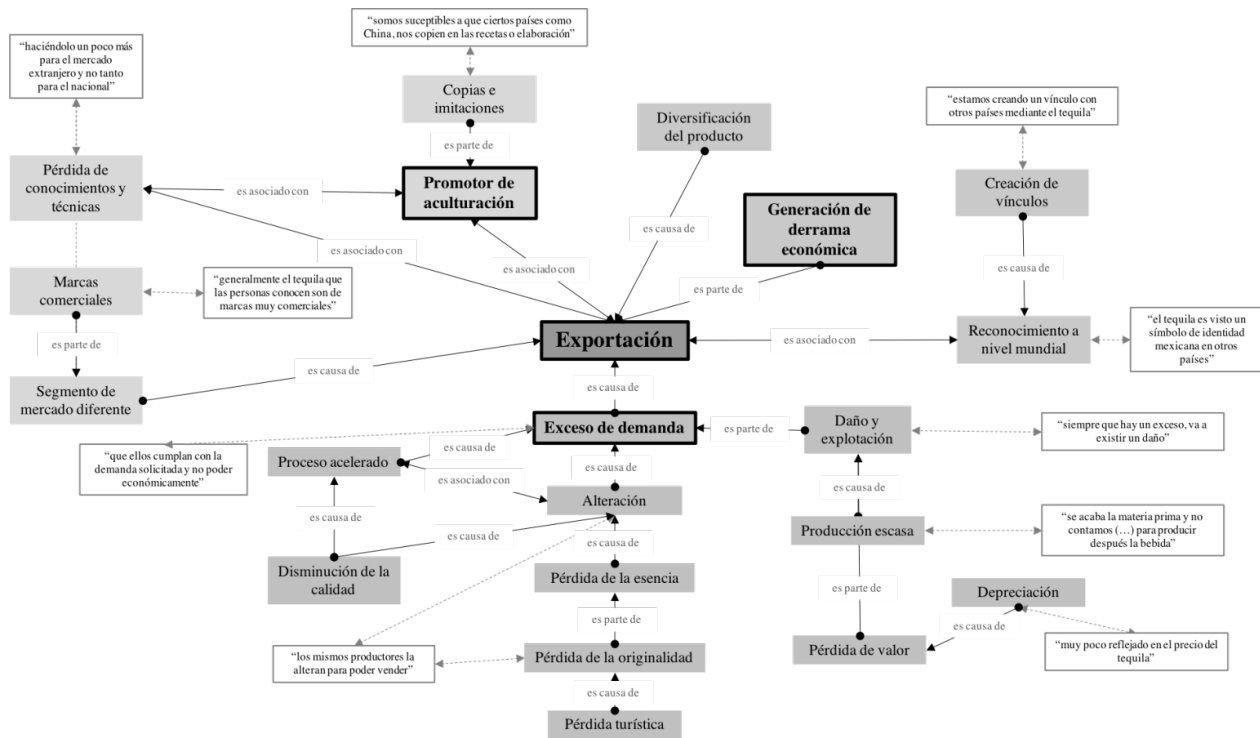 “somos suceptibles a que ciertos países como
China, nos copien en las recetas o elaboración”
“haciéndolo un poco más
para el mercado
extranjero y no tanto
para el nacional”
Copias e
imitaciones
“estamos creando un vínculo con
otros países mediante el tequila”
Diversificación
del producto
es parte de
Pérdida de
conocimientos y
técnicas
es asociado con
Promotor de
aculturación
Creación de
vínculos
Generación de
derrama
económica
es causa de
es asociado con
es asociado con
es causa de
Marcas
comerciales
“generalmente el tequila que
las personas conocen son de
marcas muy comerciales”
es parte de
es parte de
Exportación
es asociado con
Reconocimiento a
nivel mundial
“el tequila es visto un
símbolo de identidad
mexicana en otros
países”
es causa de
Segmento de
mercado diferente
es causa de
Exceso de demanda
es parte de
Daño y
explotación
“siempre que hay un exceso, va a
existir un daño”
“que ellos cumplan con la
demanda solicitada y no poder
económicamente”
es causa de
Proceso acelerado
es causa de
es asociado con
es causa de
Alteración
es causa de
es causa de
Producción escasa
“se acaba la materia prima y no
contamos (…) para producir
después la bebida”
es causa de
Disminución de la
calidad
Pérdida de la esencia
es parte de
Depreciación
es parte de
es causa de
“los mismos productores la
alteran para poder vender”
Pérdida de la originalidad
Pérdida de valor
“muy poco reflejado en el precio del
tequila”
es causa de
Pérdida turística